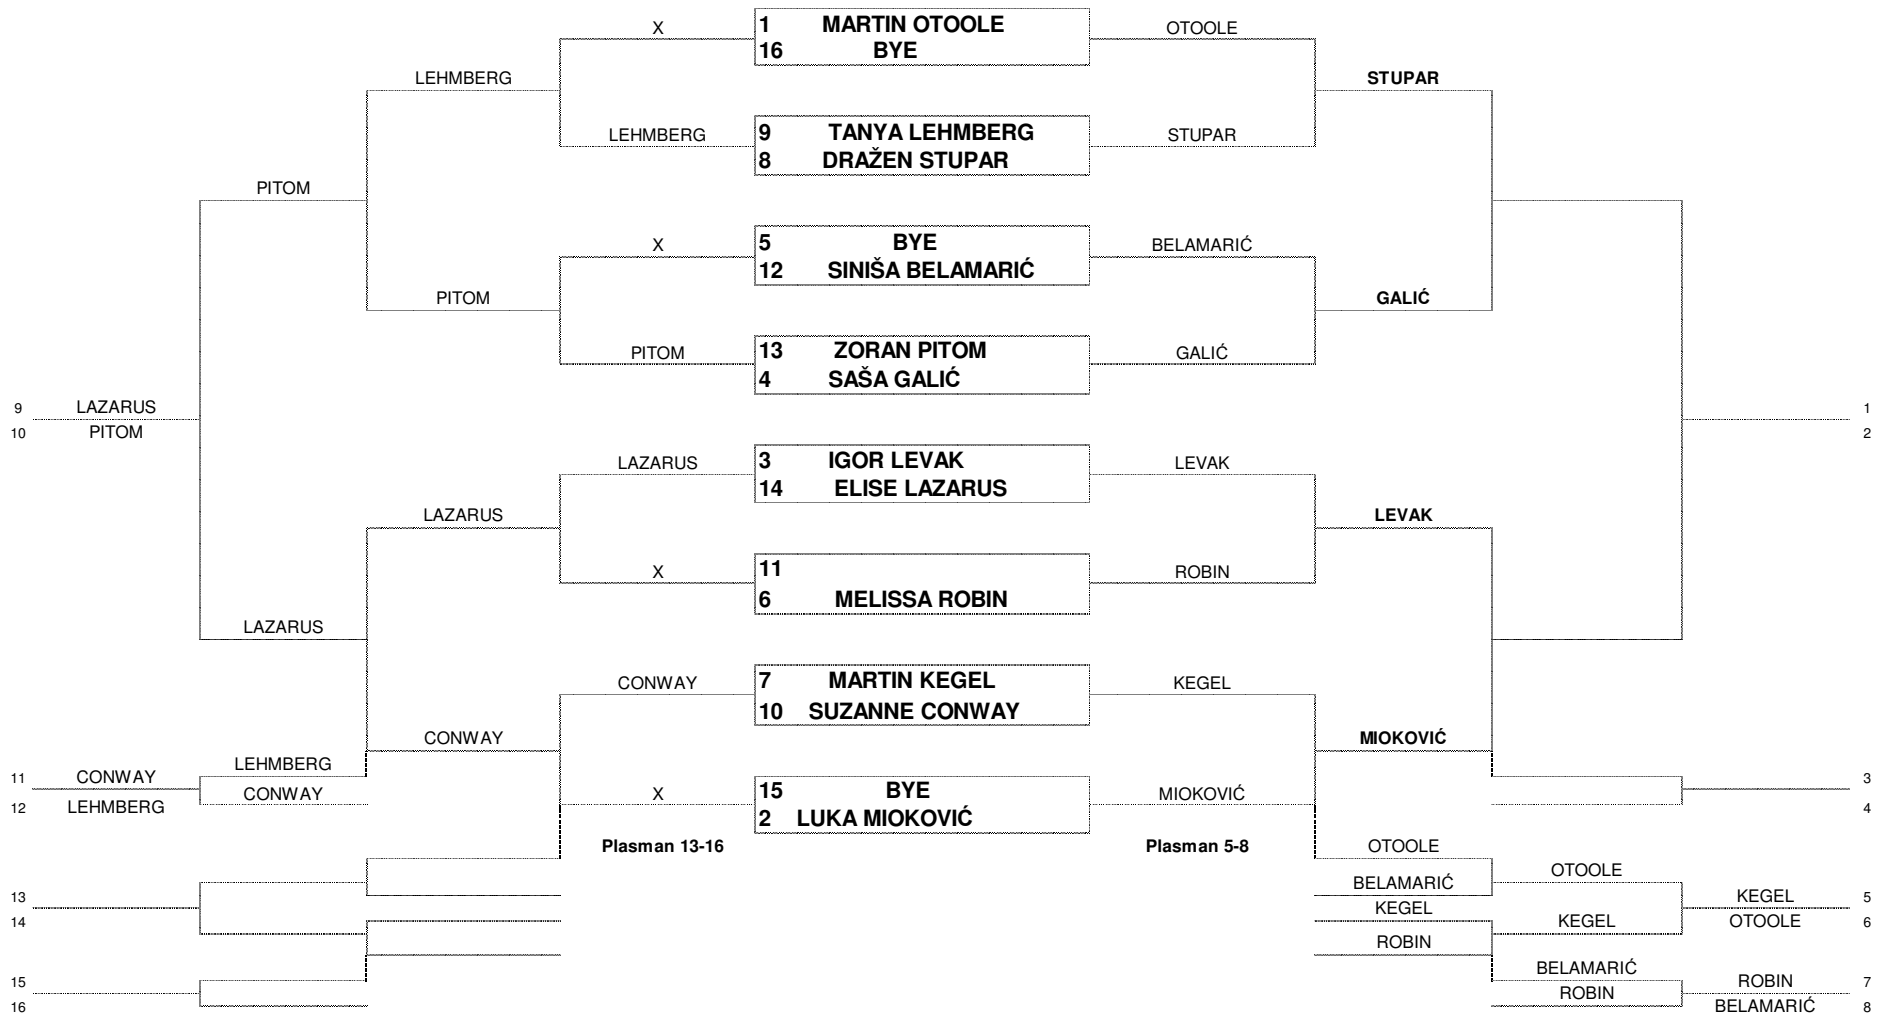 X
1 MARTIN OTOOLE
OTOOLE
16 BYE
LEHMBERG
STUPAR
LEHMBERG
9 TANYA LEHMBERG
STUPAR
8 DRAŽEN STUPAR
PITOM
X
5 BYE
BELAMARIĆ
12 SINIŠA BELAMARIĆ
PITOM
GALIĆ
PITOM
13 ZORAN PITOM
GALIĆ
4 SAŠA GALIĆ
9 LAZARUS
1
10 PITOM
2
LAZARUS
3 IGOR LEVAK
LEVAK
14 ELISE LAZARUS
LAZARUS
LEVAK
X
11
ROBIN
6 MELISSA ROBIN
LAZARUS
CONWAY
7 MARTIN KEGEL
KEGEL
10 SUZANNE CONWAY
CONWAY
MIOKOVIĆ
LEHMBERG
11 CONWAY
3
CONWAY
X
15 BYE
MIOKOVIĆ
12 LEHMBERG
4
2 LUKA MIOKOVIĆ
Plasman 13-16
Plasman 5-8
OTOOLE
OTOOLE
BELAMARIĆ
13
KEGEL 5
KEGEL
14
KEGEL
OTOOLE 6
ROBIN
BELAMARIĆ
15
ROBIN 7
ROBIN
16
BELAMARIĆ 8